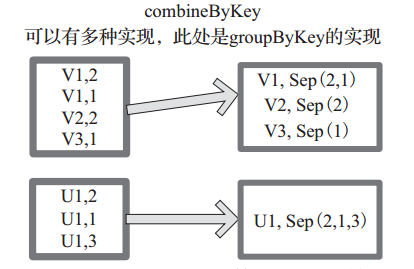 combineByKey
可以有多种实现，此处是groupByKey的实现
V1,2
V1,1
V2,2
V3,1
V1, Sep(2,1)
V2, Sep(2)
V3, Sep(1)
U1,2
U1,1
U1,3
U1, Sep(2,1,3)